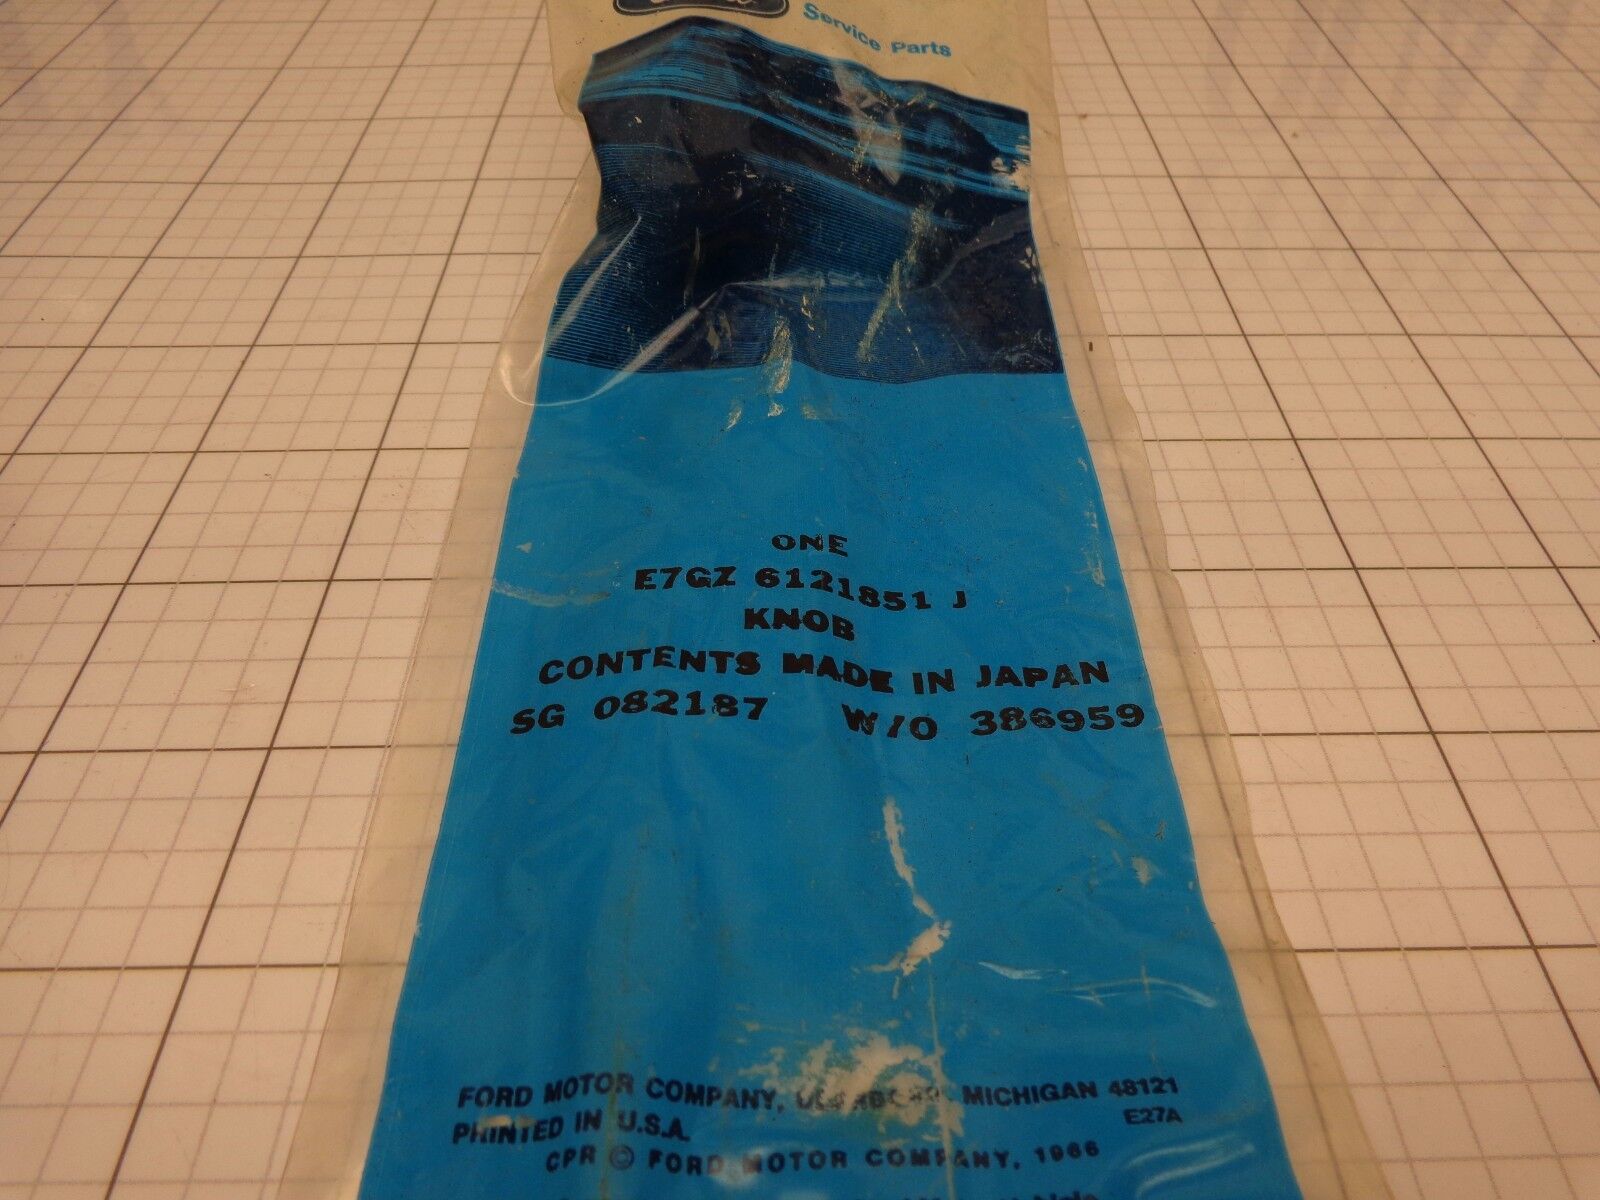 Service Parts
ONE
E7GZ 6121851 J
KNOB
CONTENTS MADE IN JAPAN
SG 082187 W/O 386959
FORD MOTOR COMPANY, DEARBORN, MICHIGAN 48121
PRINTED IN U.S.A. E27A
CPR © FORD MOTOR COMPANY, 1966